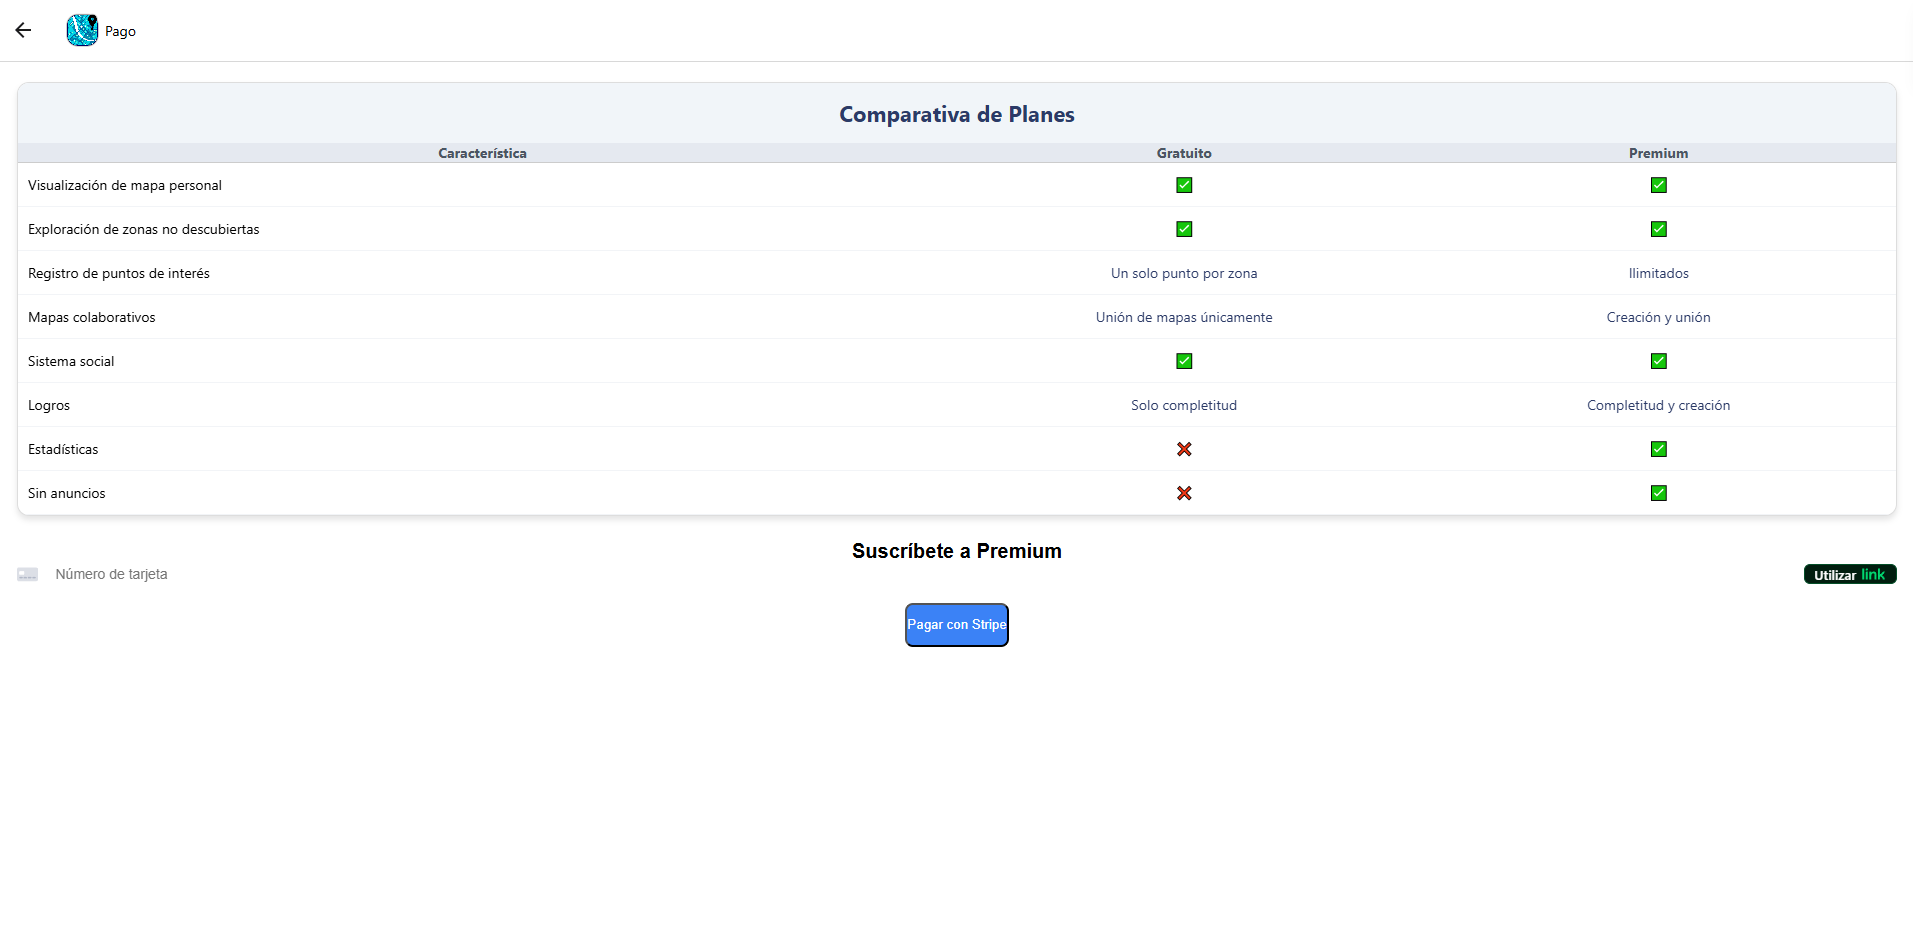 Pago
Comparativa de Planes
Característica Gratuito Premium
Visualización de mapa personal
Exploración de zonas no descubiertas
Registro de puntos de interés Un solo punto por zona Ilimitados
Mapas colaborativos Unión de mapas únicamente Creación y unión
Sistema social
Logros Solo completitud Completitud y creación
Estadísticas
Sin anuncios
Suscríbete a Premium
Número de tarjeta Utilizar link
Pagar con Stripe